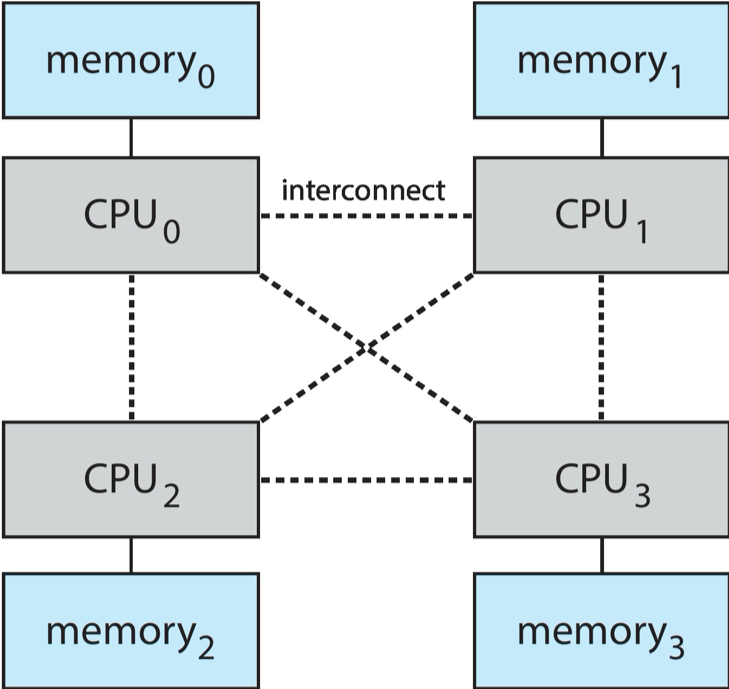 memory₀
memory₁
interconnect
CPU₀
CPU₁
CPU₂
CPU₃
memory₂
memory₃